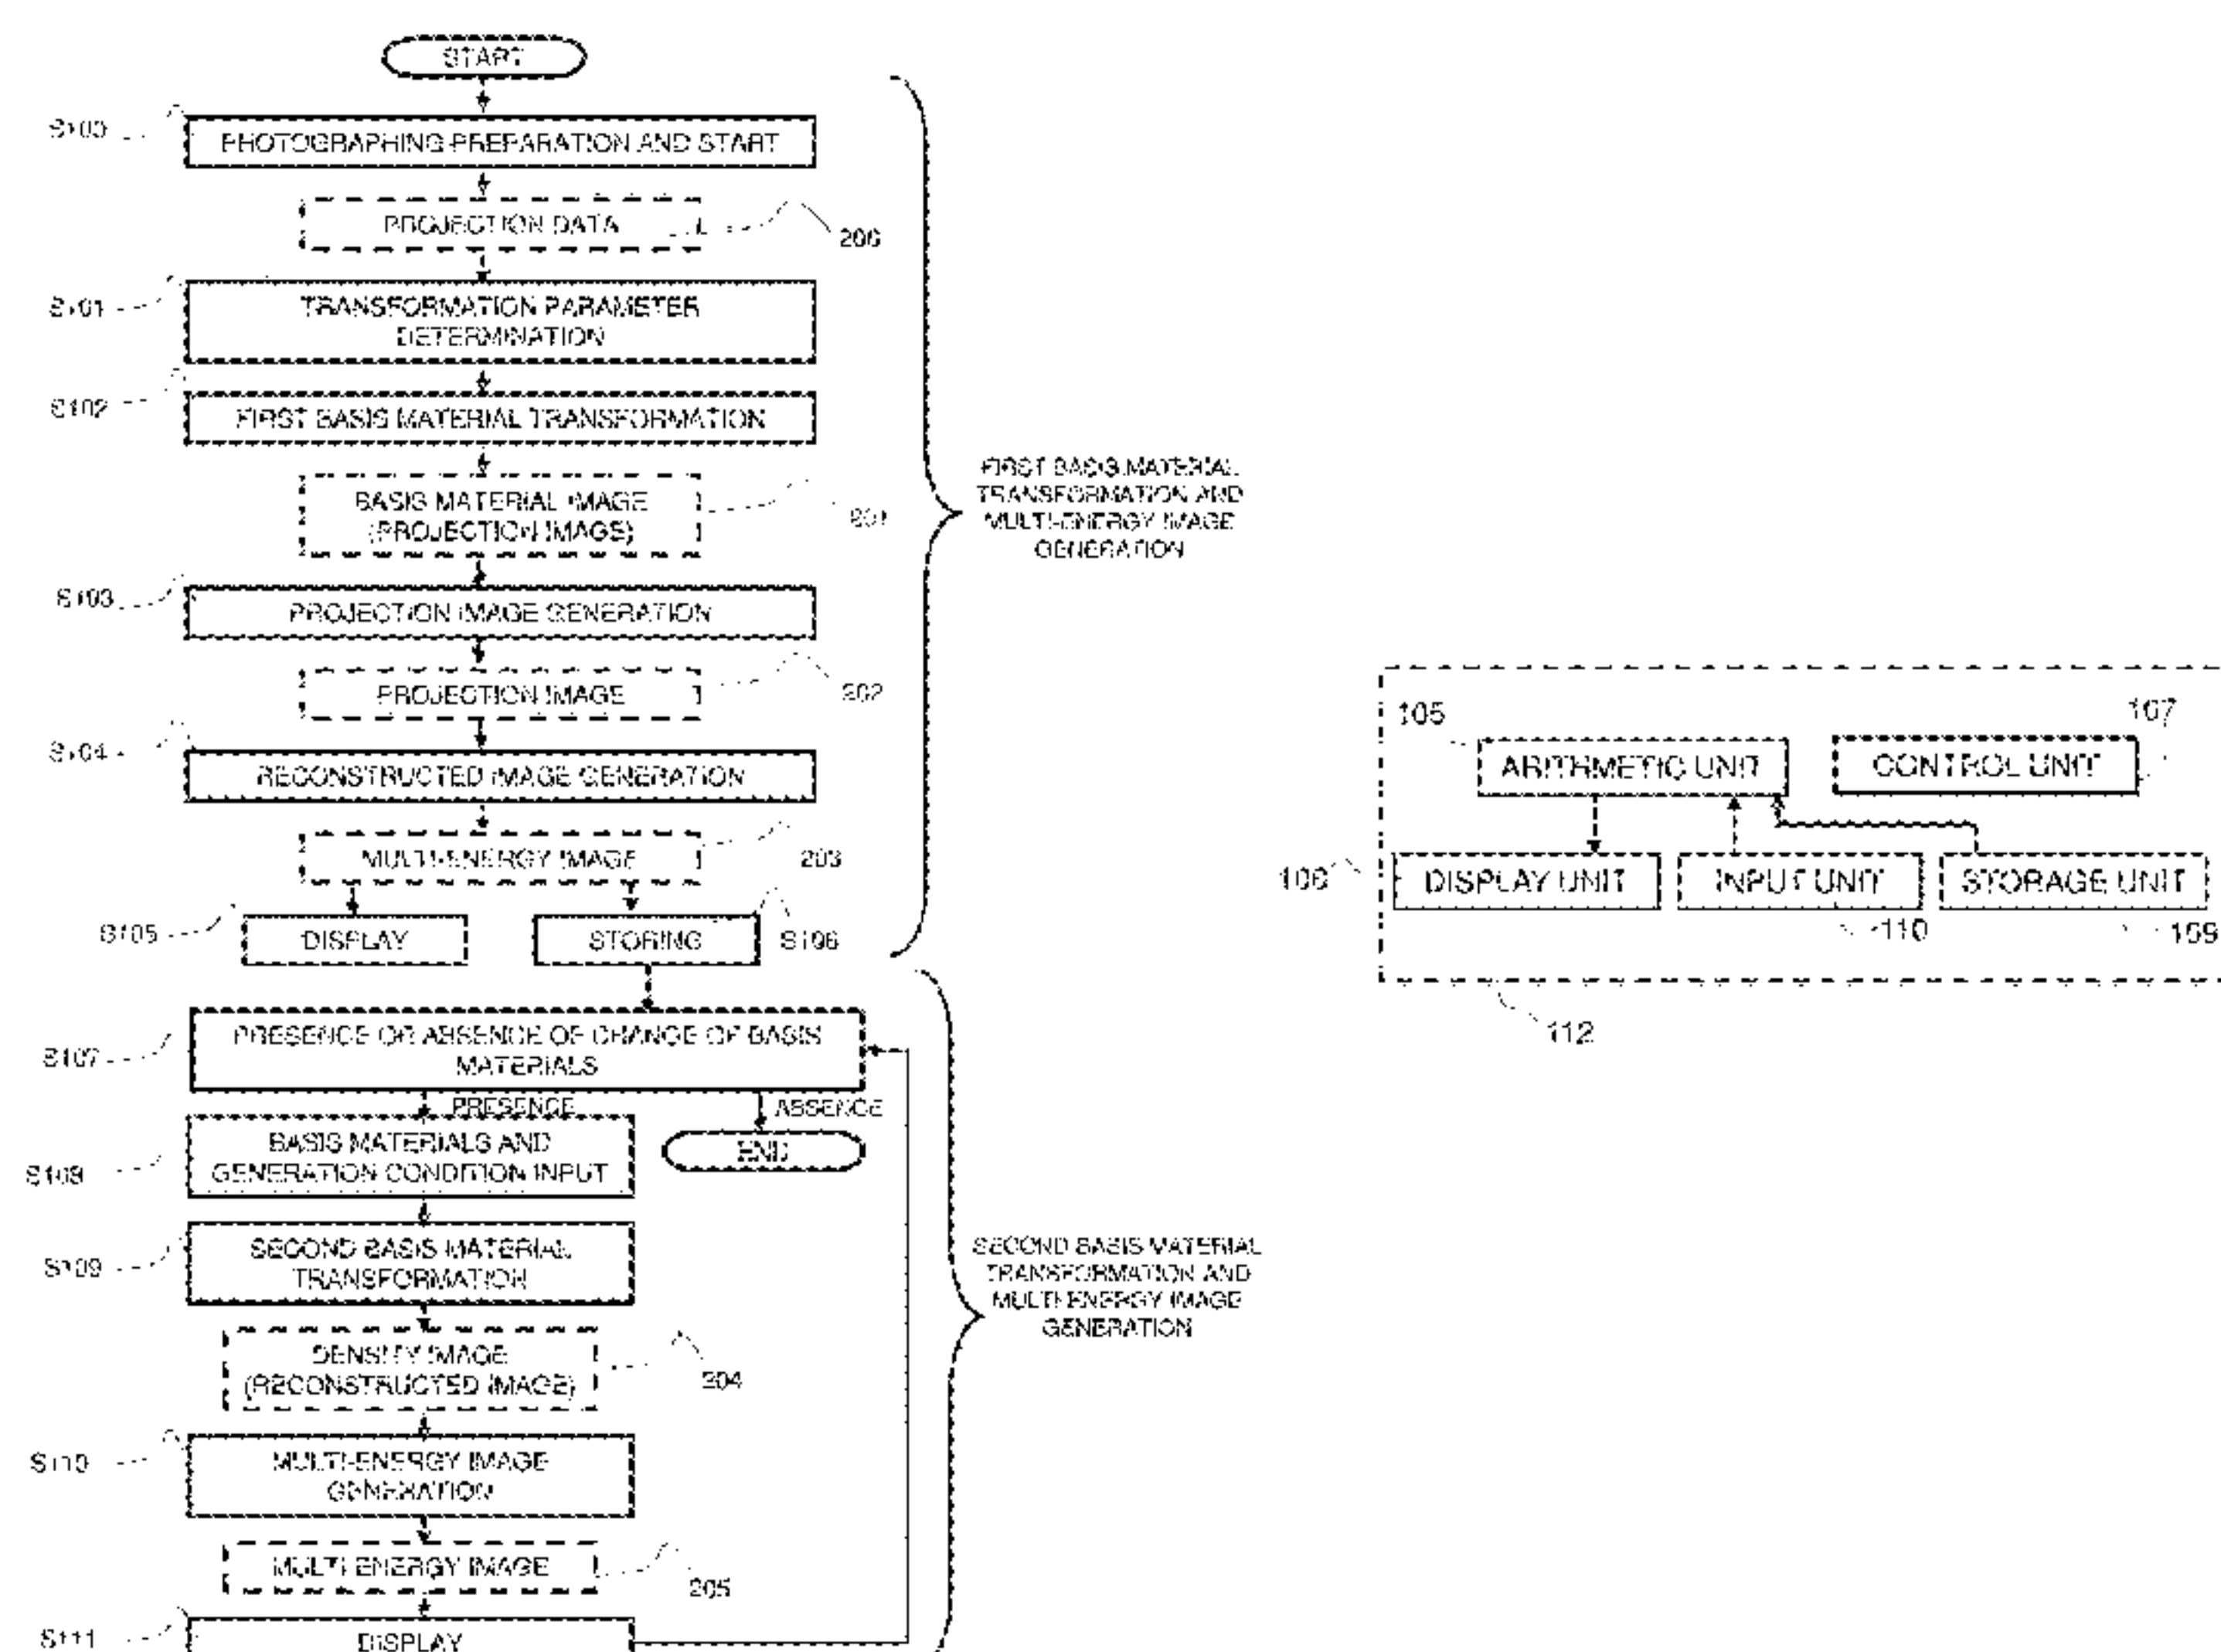 START
S100
PHOTOGRAPHING PREPARATION AND START
PROJECTION DATA
200
S101
TRANSFORMATION PARAMETER
DETERMINATION
S102
FIRST BASIS MATERIAL TRANSFORMATION
BASIS MATERIAL IMAGE
(PROJECTION IMAGE)
201
S103
PROJECTION IMAGE GENERATION
PROJECTION IMAGE
202
S104
RECONSTRUCTED IMAGE GENERATION
MULTI-ENERGY IMAGE
203
S105
DISPLAY
STORING
S106
FIRST BASIS MATERIAL
TRANSFORMATION AND
MULTI-ENERGY IMAGE
GENERATION
S107
PRESENCE OR ABSENCE OF CHANGE OF BASIS
MATERIALS
PRESENCE
ABSENCE
END
S108
BASIS MATERIALS AND
GENERATION CONDITION INPUT
S109
SECOND BASIS MATERIAL
TRANSFORMATION
DENSITY IMAGE
(RECONSTRUCTED IMAGE)
204
S110
MULTI-ENERGY IMAGE
GENERATION
MULTI-ENERGY IMAGE
205
S111
DISPLAY
SECOND BASIS MATERIAL
TRANSFORMATION AND
MULTI-ENERGY IMAGE
GENERATION
105
107
ARITHMETIC UNIT
CONTROL UNIT
DISPLAY UNIT
INPUT UNIT
STORAGE UNIT
110
109
112